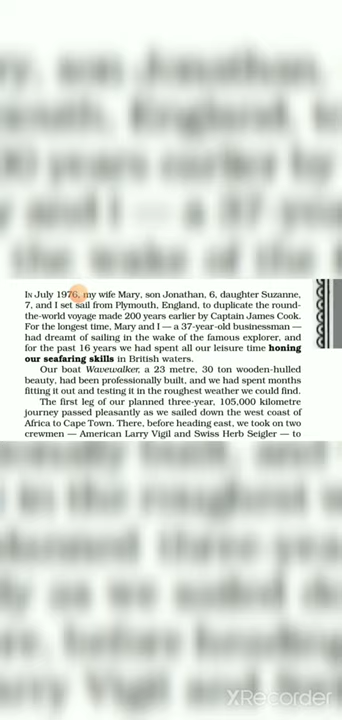 IN July 1976, my wife Mary, son Jonathan, 6, daughter Suzanne,
7, and I set sail from Plymouth, England, to duplicate the round-
the-world voyage made 200 years earlier by Captain James Cook.
For the longest time, Mary and I — a 37-year-old businessman —
had dreamt of sailing in the wake of the famous explorer, and
for the past 16 years we had spent all our leisure time honing
our seafaring skills in British waters.
Our boat Wavewalker, a 23 metre, 30 ton wooden-hulled
beauty, had been professionally built, and we had spent months
fitting it out and testing it in the roughest weather we could find.
The first leg of our planned three-year, 105,000 kilometre
journey passed pleasantly as we sailed down the west coast of
Africa to Cape Town. There, before heading east, we took on two
crewmen — American Larry Vigil and Swiss Herb Seigler — to
XRecorder